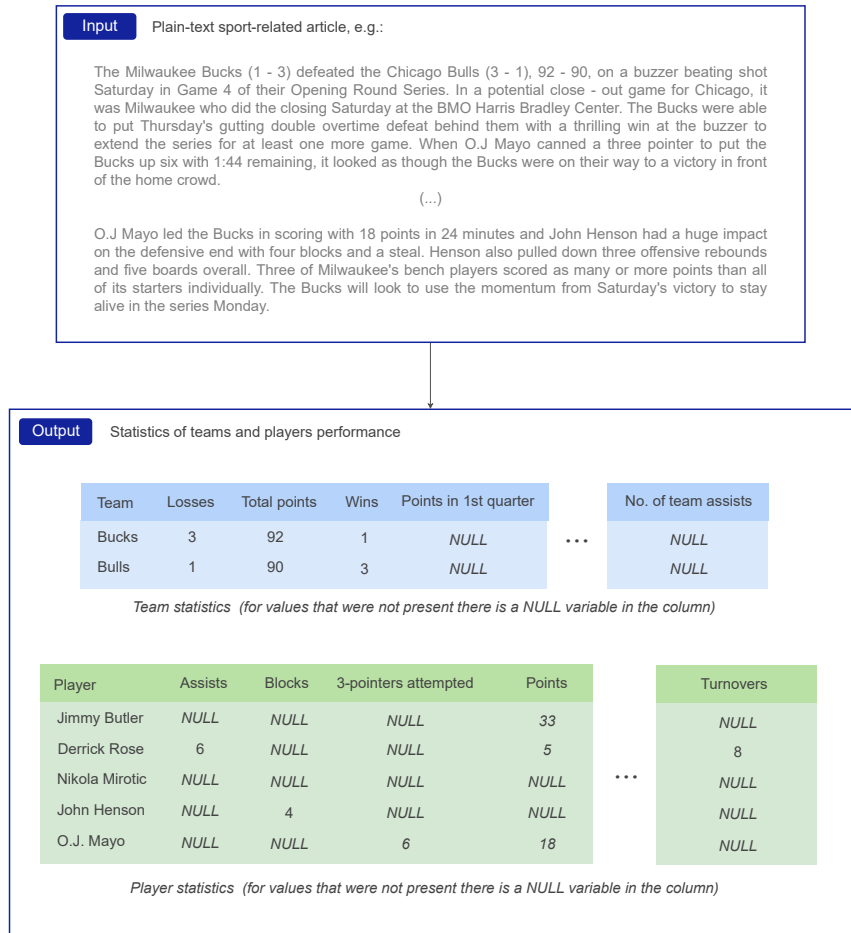 Input Plain-text sport-related article, e.g.:
The Milwaukee Bucks (1 - 3) defeated the Chicago Bulls (3 - 1), 92 - 90, on a buzzer beating shot
Saturday in Game 4 of their Opening Round Series. In a potential close - out game for Chicago, it
was Milwaukee who did the closing Saturday at the BMO Harris Bradley Center. The Bucks were able
to put Thursday's gutting double overtime defeat behind them with a thrilling win at the buzzer to
extend the series for at least one more game. When O.J Mayo canned a three pointer to put the
Bucks up six with 1:44 remaining, it looked as though the Bucks were on their way to a victory in front
of the home crowd.
(...)
O.J Mayo led the Bucks in scoring with 18 points in 24 minutes and John Henson had a huge impact
on the defensive end with four blocks and a steal. Henson also pulled down three offensive rebounds
and five boards overall. Three of Milwaukee's bench players scored as many or more points than all
of its starters individually. The Bucks will look to use the momentum from Saturday's victory to stay
alive in the series Monday.
Output Statistics of teams and players performance
Team Losses Total points Wins Points in 1st quarter No. of team assists
Bucks 3 92 1 NULL ... NULL
Bulls 1 90 3 NULL NULL
Team statistics (for values that were not present there is a NULL variable in the column)
Player Assists Blocks 3-pointers attempted Points Turnovers
Jimmy Butler NULL NULL NULL 33 NULL
Derrick Rose 6 NULL NULL 5 8
Nikola Mirotic NULL NULL NULL NULL ... NULL
John Henson NULL 4 NULL NULL NULL
O.J. Mayo NULL NULL 6 18 NULL
Player statistics (for values that were not present there is a NULL variable in the column)